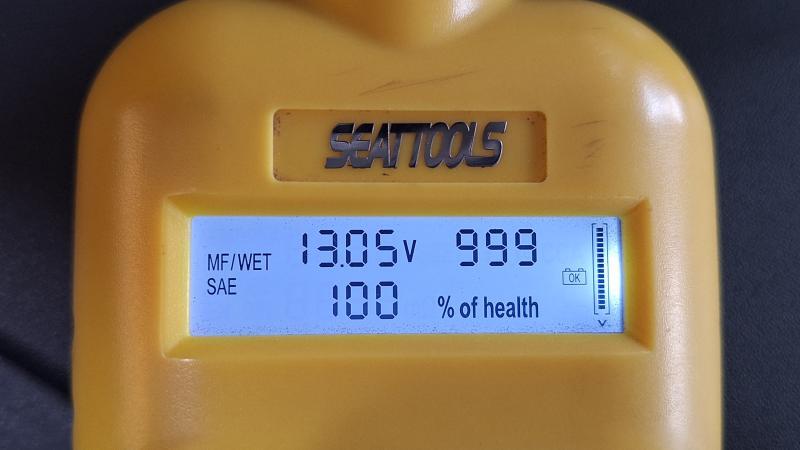 SEATTOOLS
MF/WET 13.05V 999
SAE
OK
100 % of health